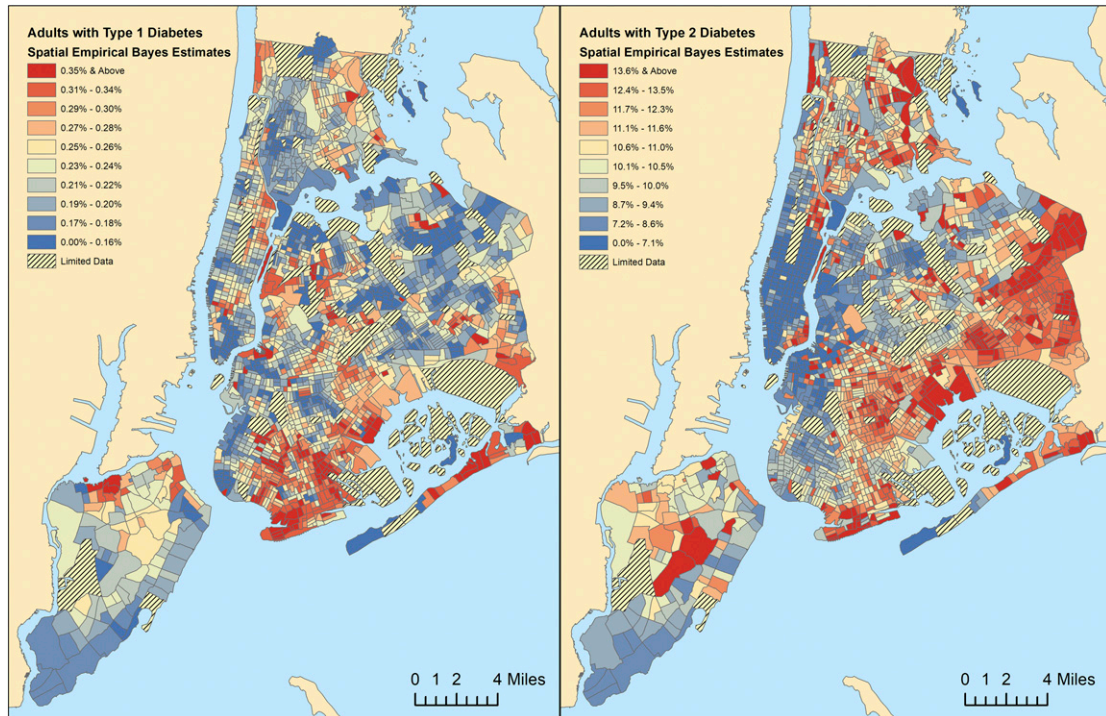 Adults with Type 1 Diabetes
Spatial Empirical Bayes Estimates
0.35% & Above
0.31% - 0.34%
0.29% - 0.30%
0.27% - 0.28%
0.25% - 0.26%
0.23% - 0.24%
0.21% - 0.22%
0.19% - 0.20%
0.17% - 0.18%
0.00% - 0.16%
Limited Data
0 1 2 4 Miles
Adults with Type 2 Diabetes
Spatial Empirical Bayes Estimates
13.6% & Above
12.4% - 13.5%
11.7% - 12.3%
11.1% - 11.6%
10.6% - 11.0%
10.1% - 10.5%
9.5% - 10.0%
8.7% - 9.4%
7.2% - 8.6%
0.0% - 7.1%
Limited Data
0 1 2 4 Miles